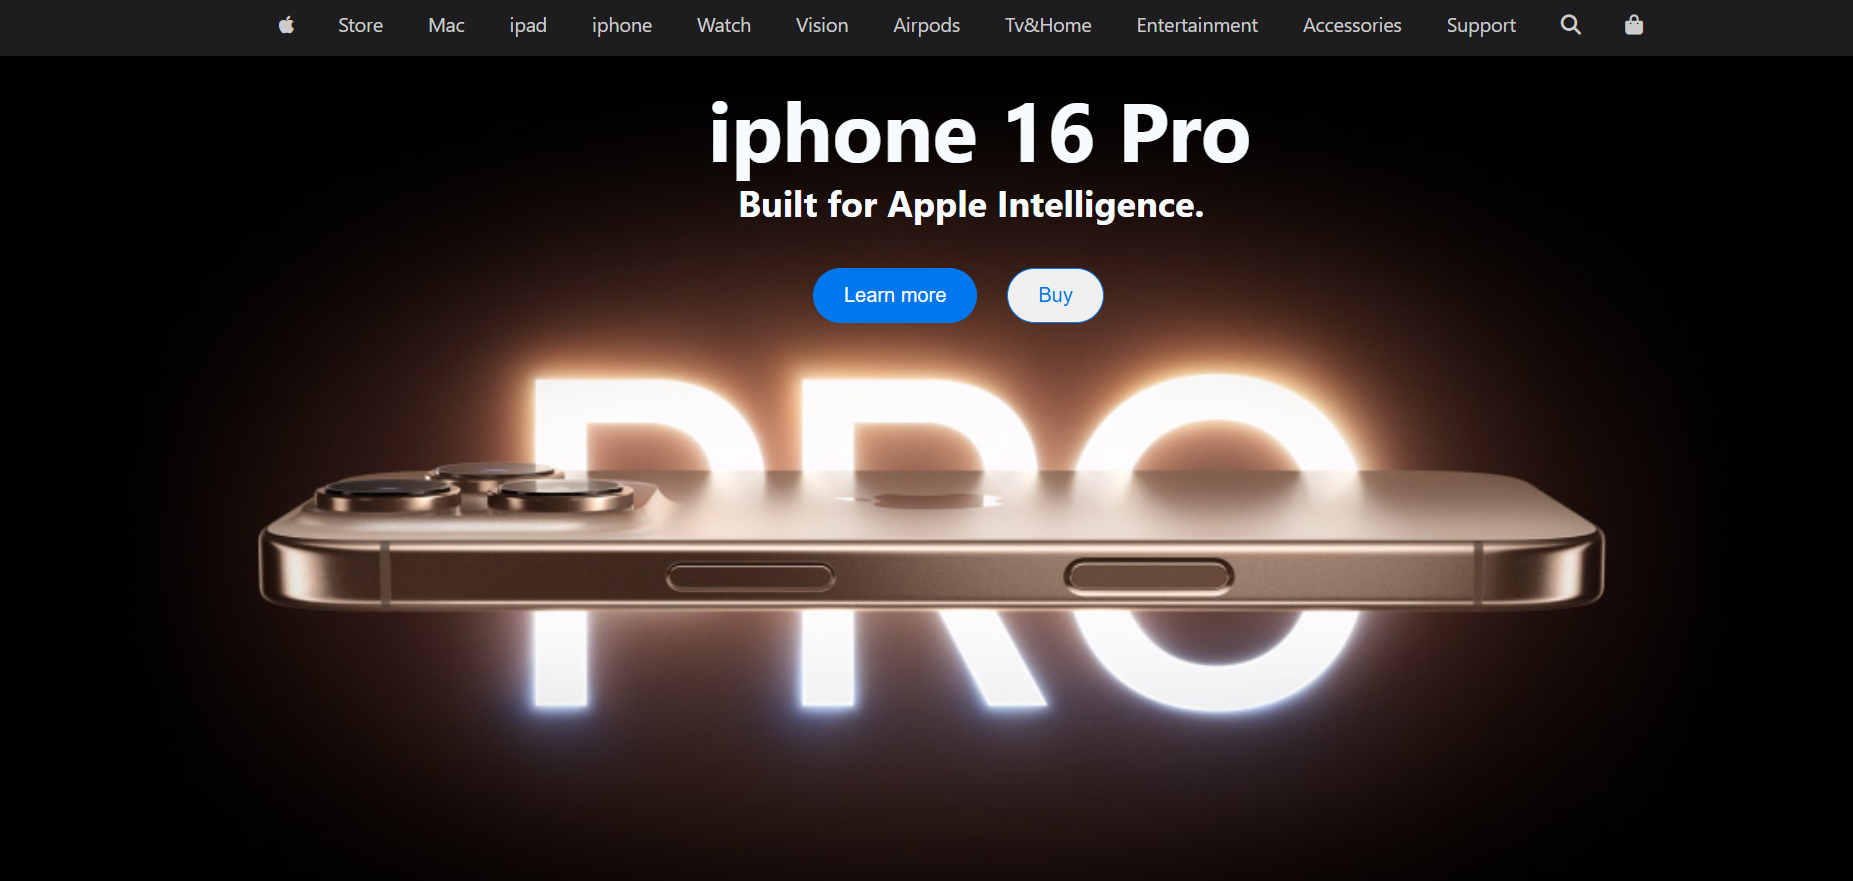 Store Mac ipad iphone Watch Vision Airpods Tv&Home Entertainment Accessories Support
iphone 16 Pro
Built for Apple Intelligence.
Learn more Buy
PRO